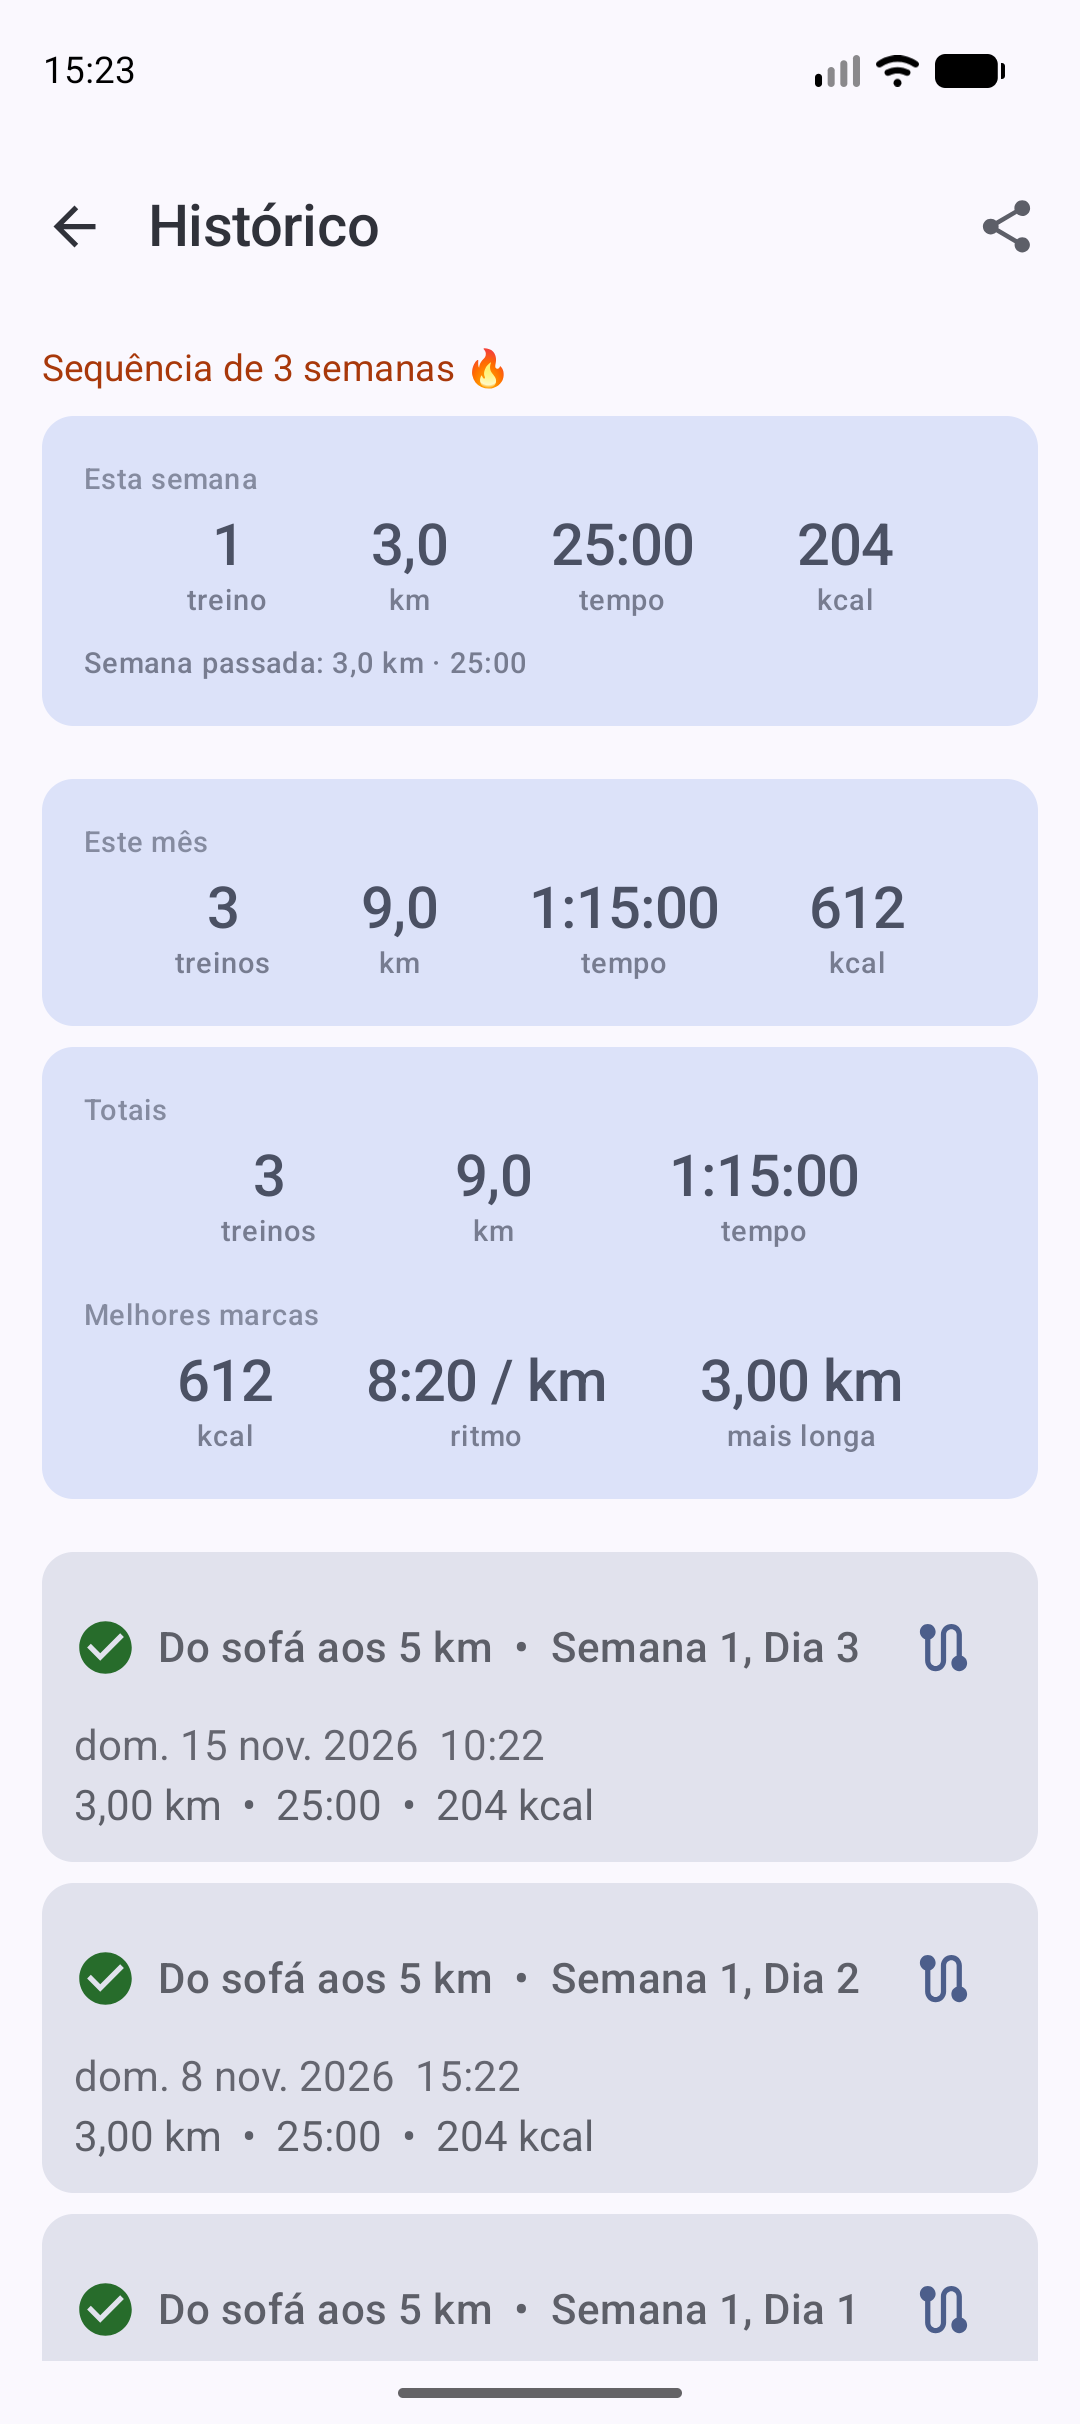 15:23
Histórico
Sequência de 3 semanas 🔥
Esta semana
1 3,0 25:00 204
treino km tempo kcal
Semana passada: 3,0 km · 25:00
Este mês
3 9,0 1:15:00 612
treinos km tempo kcal
Totais
3 9,0 1:15:00
treinos km tempo
Melhores marcas
612 8:20 / km 3,00 km
kcal ritmo mais longa
Do sofá aos 5 km • Semana 1, Dia 3
dom. 15 nov. 2026 10:22
3,00 km • 25:00 • 204 kcal
Do sofá aos 5 km • Semana 1, Dia 2
dom. 8 nov. 2026 15:22
3,00 km • 25:00 • 204 kcal
Do sofá aos 5 km • Semana 1, Dia 1